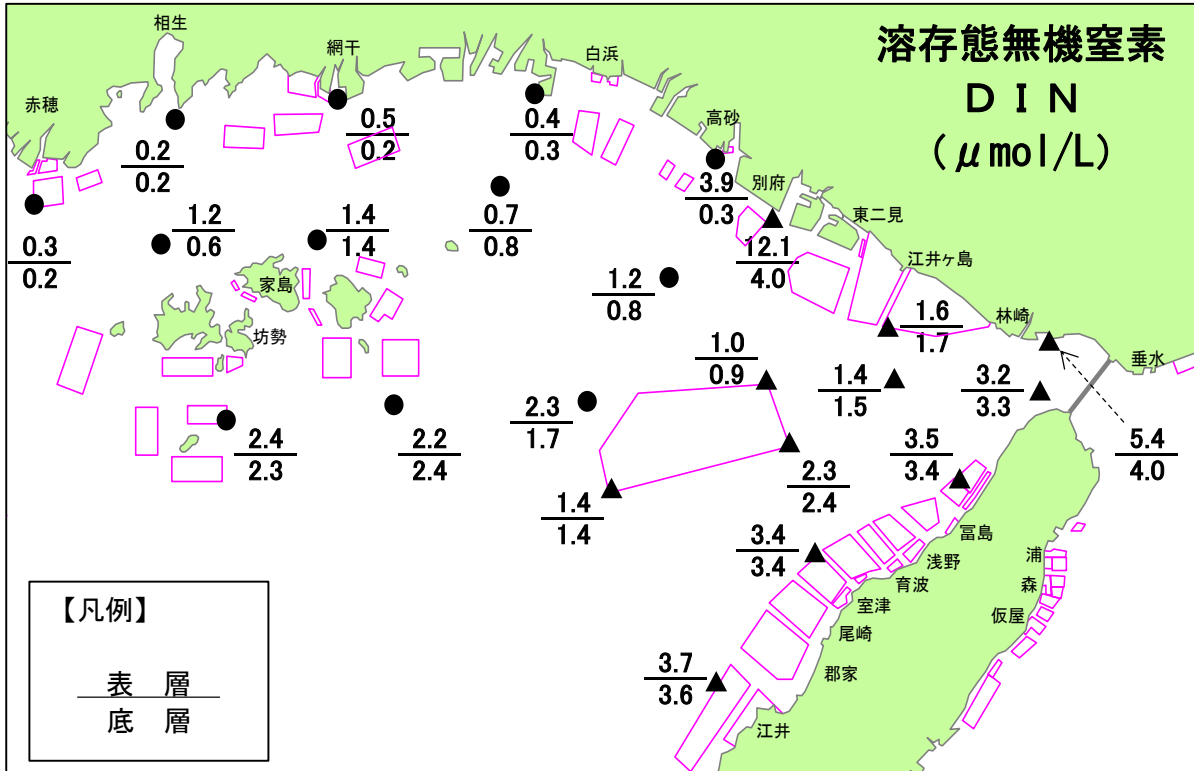 溶存態無機窒素
DIN
(μmol/L)
相生
網干
白浜
赤穂
高砂
別府
東二見
江井ヶ島
林崎
垂水
家島
坊勢
0.2
0.2
0.5
0.2
0.4
0.3
3.9
0.3
12.1
4.0
0.3
0.2
1.2
0.6
1.4
1.4
0.7
0.8
1.2
0.8
1.6
1.7
1.0
0.9
1.4
1.5
3.2
3.3
5.4
4.0
2.4
2.3
2.2
2.4
2.3
1.7
1.4
1.4
2.3
2.4
3.5
3.4
3.4
3.4
3.7
3.6
冨島
浅野
育波
室津
尾崎
郡家
江井
浦
森
仮屋
【凡例】
表 層
底 層